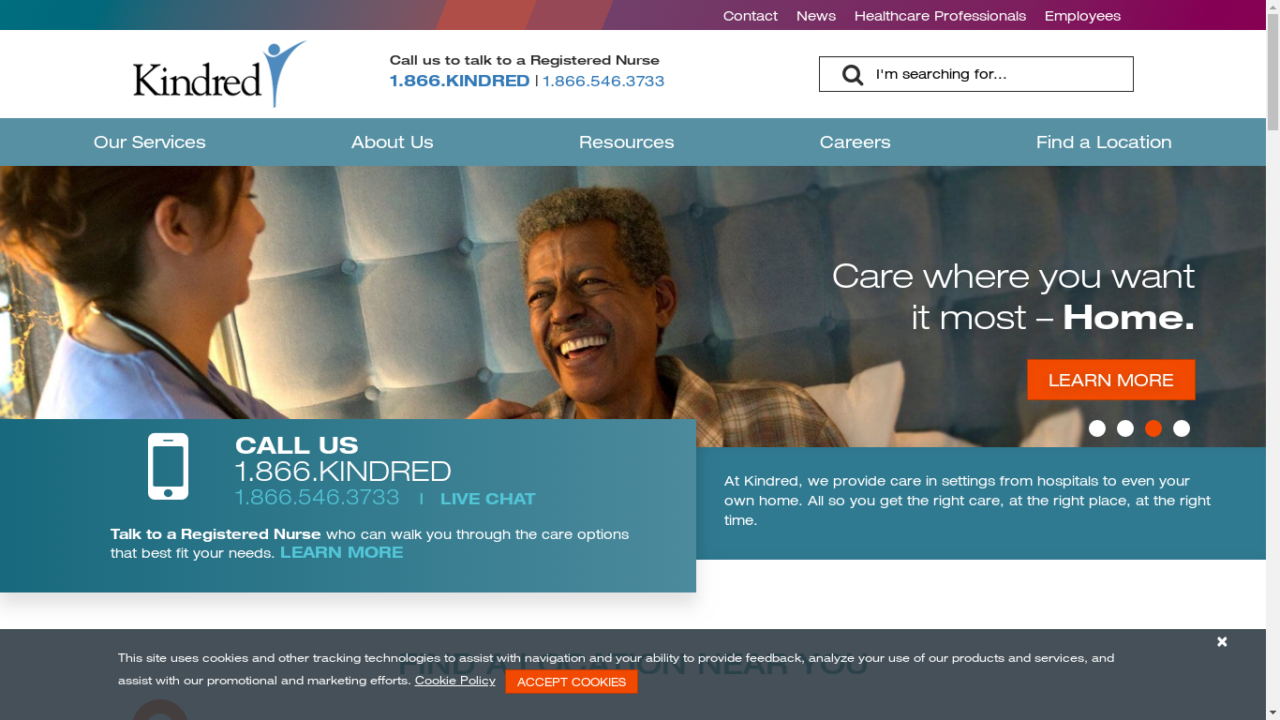 Contact News Healthcare Professionals Employees
Kindred
Call us to talk to a Registered Nurse
1.866.KINDRED | 1.866.546.3733
I'm searching for...
Our Services About Us Resources Careers Find a Location
Care where you want
it most – Home.
LEARN MORE
CALL US
1.866.KINDRED
1.866.546.3733 | LIVE CHAT
Talk to a Registered Nurse who can walk you through the care options
that best fit your needs. LEARN MORE
At Kindred, we provide care in settings from hospitals to even your
own home. All so you get the right care, at the right place, at the right
time.
FIND A LOCATION NEAR YOU
This site uses cookies and other tracking technologies to assist with navigation and your ability to provide feedback, analyze your use of our products and services, and
assist with our promotional and marketing efforts. Cookie Policy ACCEPT COOKIES